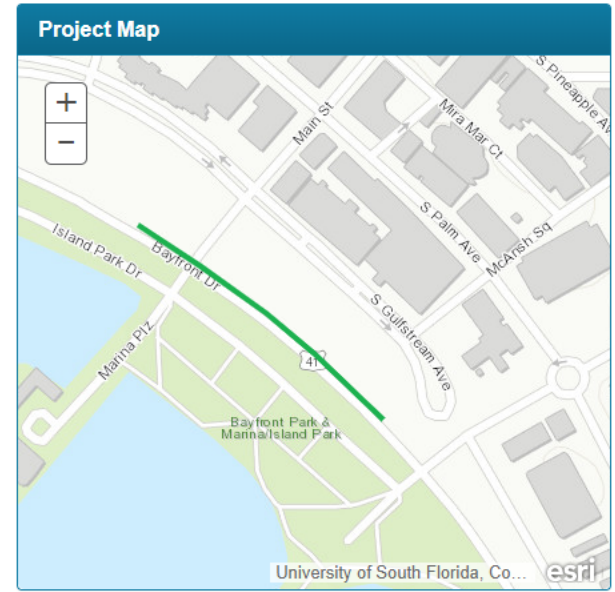 Project Map
+
−
S Pineapple Av
Main St
Mira Mar Ct
S Palm Ave
McAnsh Sq
Island Park Dr
Bayfront Dr
S Gulfstream Ave
Marina Plz
41
Bayfront Park &
Marina/Island Park
University of South Florida, Co...
esri